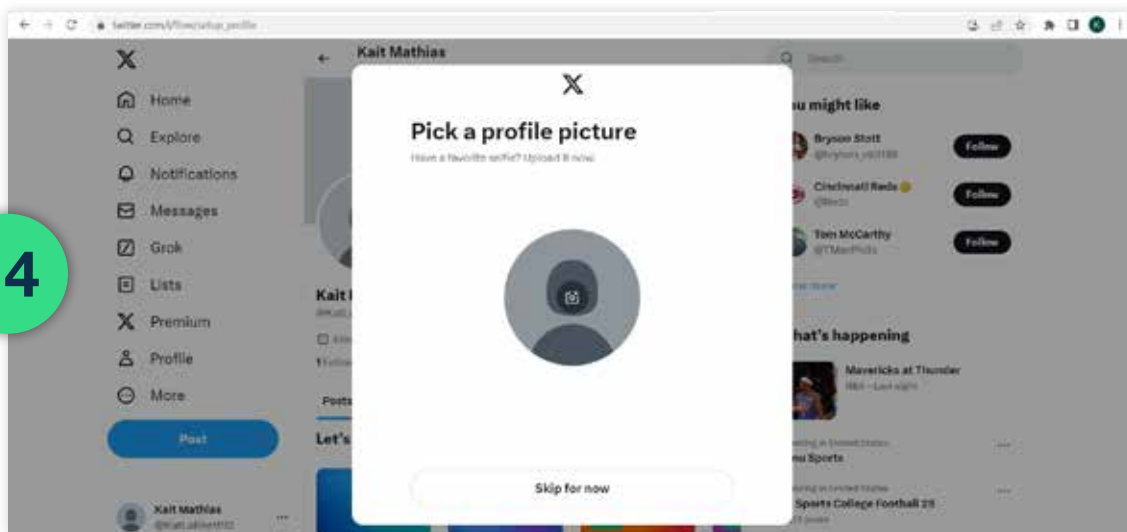 4
Home
Explore
Notifications
Messages
Grok
Lists
Premium
Profile
More
Post
Kait Mathias
Kait Mathias
Kait
Posts
Let's
Pick a profile picture
Have a favorite selfie? Upload it now.
Skip for now
Search
u might like
Bryson Stott
Follow
Cincinnati Reds
@Reds
Follow
Tom McCarthy
Follow
hat's happening
Mavericks at Thunder
NBA - Last night
Sports
Sports College Football 25